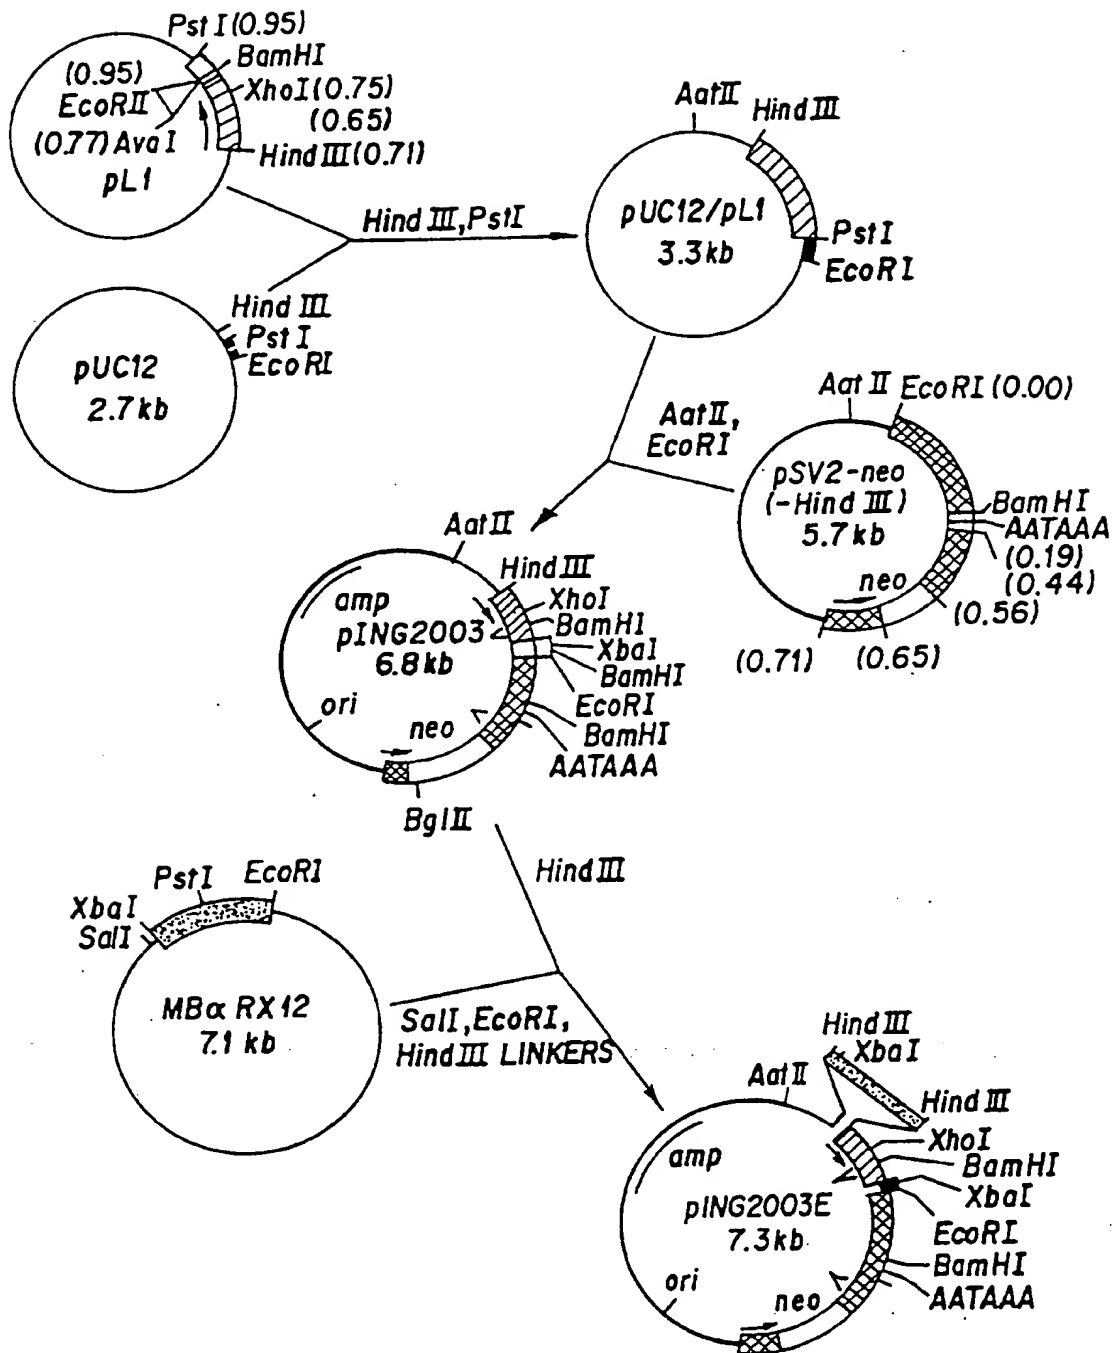 Pst I (0.95)
BamHI
(0.95)
EcoRII
XhoI (0.75)
(0.65)
(0.77) AvaI
HindIII (0.71)
pL1
HindIII, PstI
AatII
HindIII
pUC12/pL1
3.3kb
PstI
EcoRI
HindIII
PstI
EcoRI
pUC12
2.7kb
AatII,
EcoRI
AatII
EcoRI (0.00)
pSV2-neo
(-HindIII)
5.7kb
BamHI
AATAAA
(0.19)
(0.44)
neo
(0.56)
(0.71)
(0.65)
AatII
HindIII
XhoI
BamHI
XbaI
BamHI
EcoRI
BamHI
AATAAA
amp
pING2003
6.8kb
ori
neo
BglII
HindIII
PstI
EcoRI
XbaI
SalI
MBα RX12
7.1 kb
SalI, EcoRI,
HindIII LINKERS
HindIII
XbaI
AatII
HindIII
XhoI
BamHI
XbaI
EcoRI
BamHI
AATAAA
amp
pING2003E
7.3kb
ori
neo